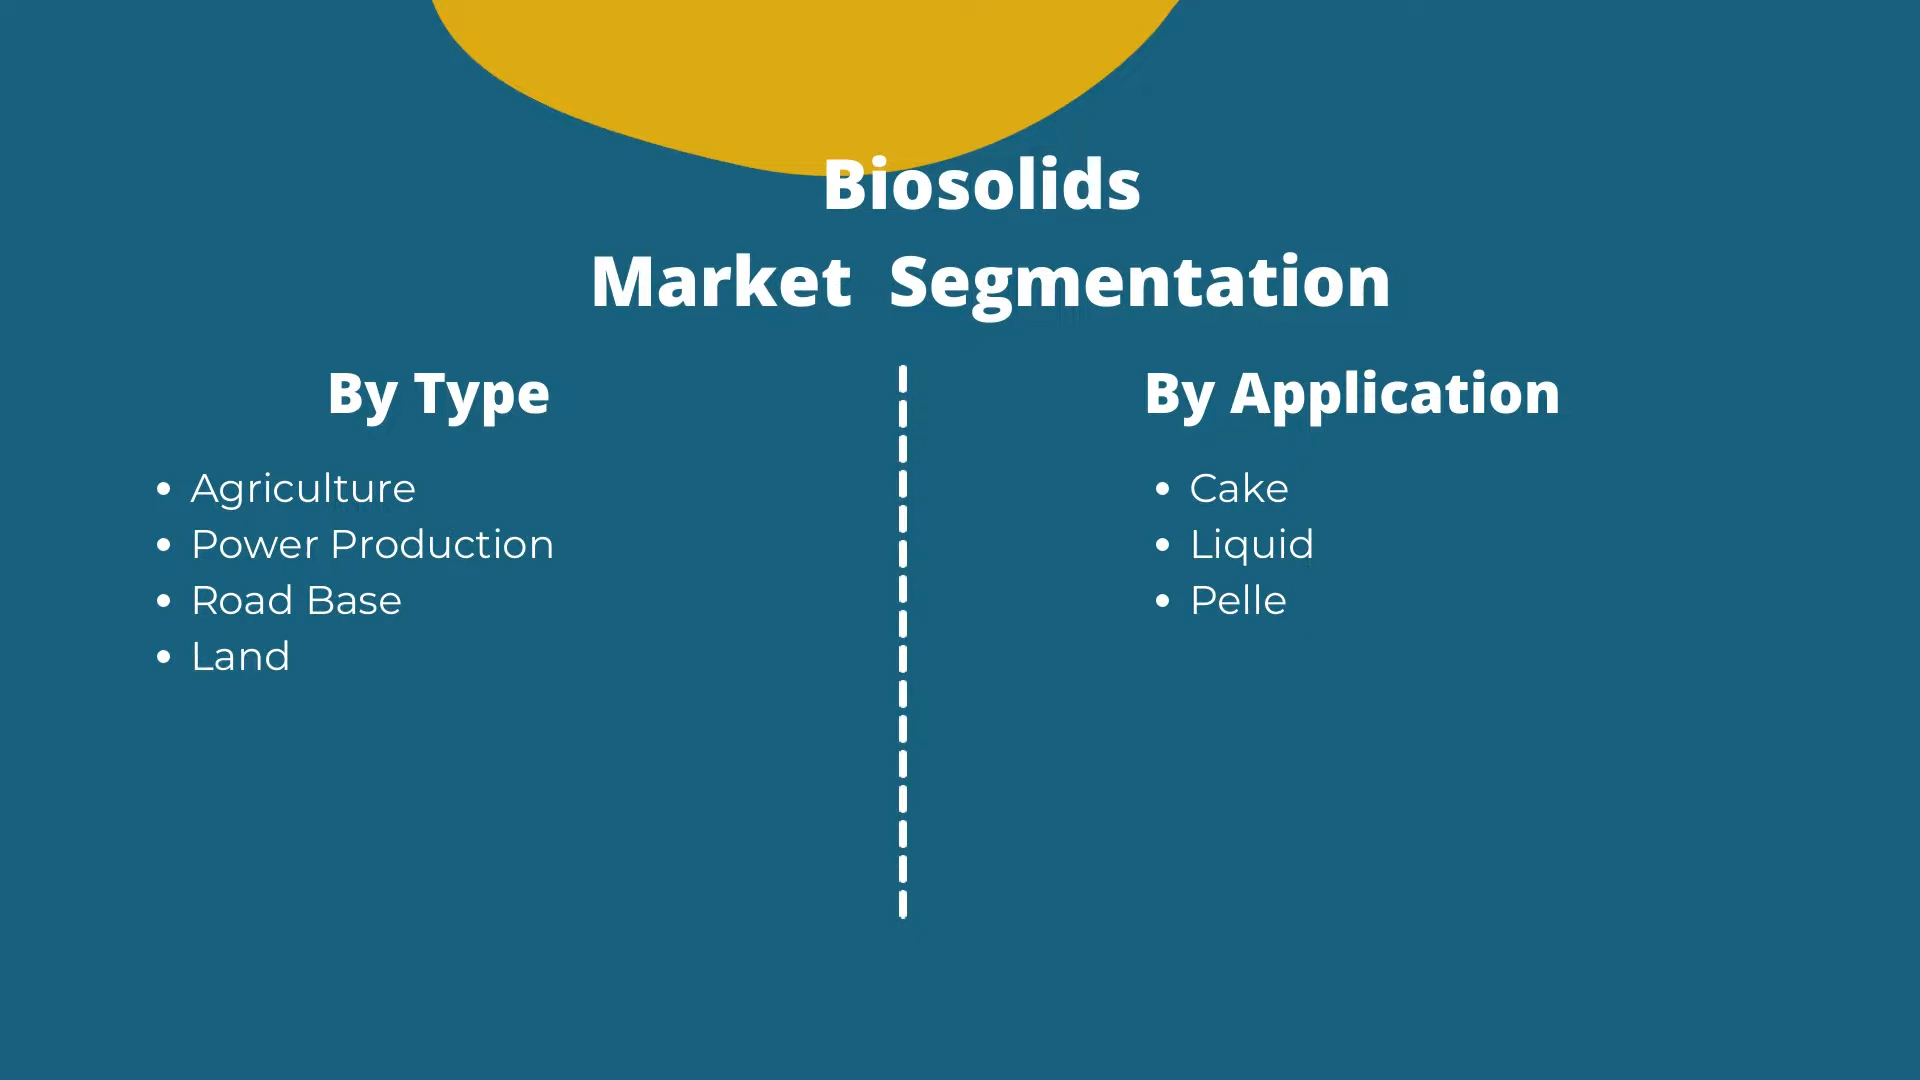 Biosolids
Market Segmentation
By Type
Agriculture
Power Production
Road Base
Land
By Application
Cake
Liquid
Pelle